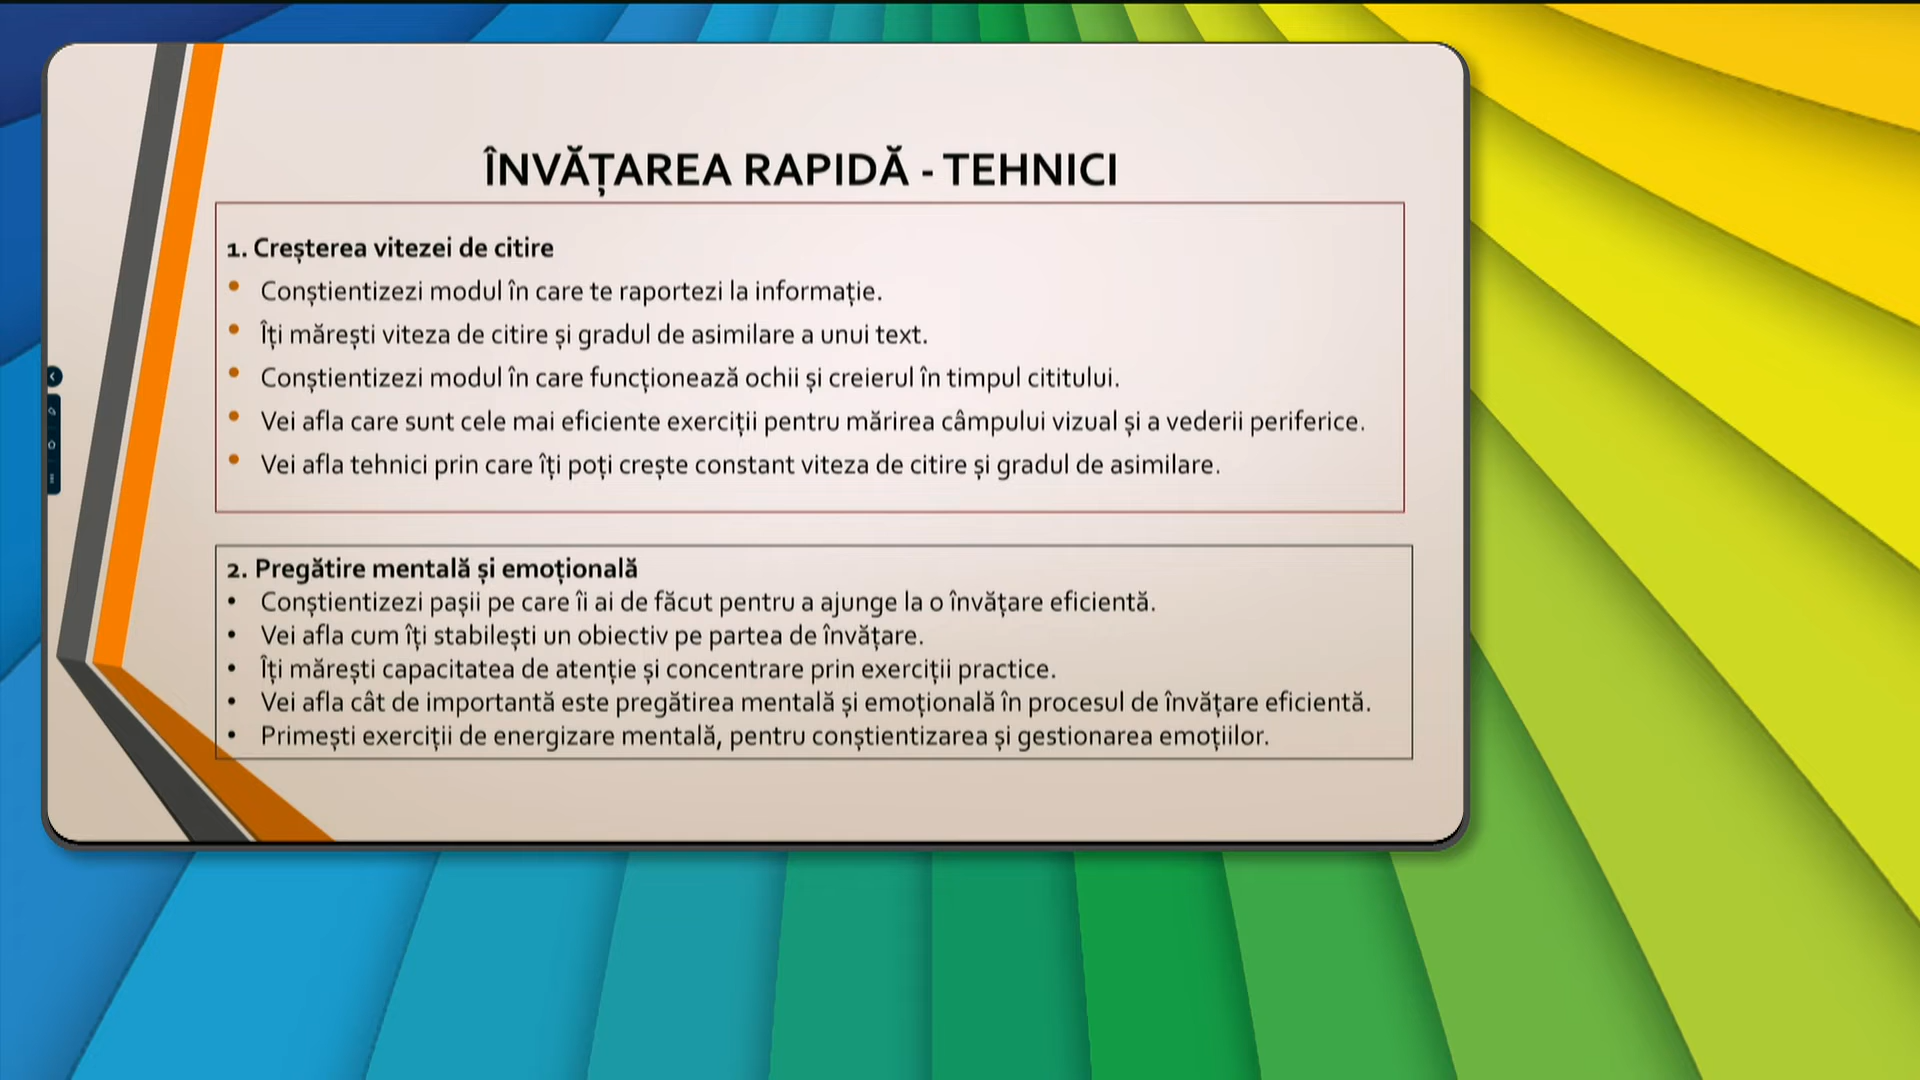 ÎNVĂȚAREA RAPIDĂ - TEHNICI
1. Creșterea vitezei de citire
• Conștientizezi modul în care te raportezi la informație.
• Îți mărești viteza de citire și gradul de asimilare a unui text.
• Conștientizezi modul în care funcționează ochii și creierul în timpul cititului.
• Vei afla care sunt cele mai eficiente exerciții pentru mărirea câmpului vizual și a vederii periferice.
• Vei afla tehnici prin care îți poți crește constant viteza de citire și gradul de asimilare.
2. Pregătire mentală și emoțională
• Conștientizezi pașii pe care îi ai de făcut pentru a ajunge la o învățare eficientă.
• Vei afla cum îți stabilești un obiectiv pe partea de învățare.
• Îți mărești capacitatea de atenție și concentrare prin exerciții practice.
• Vei afla cât de importantă este pregătirea mentală și emoțională în procesul de învățare eficientă.
• Primești exerciții de energizare mentală, pentru conștientizarea și gestionarea emoțiilor.